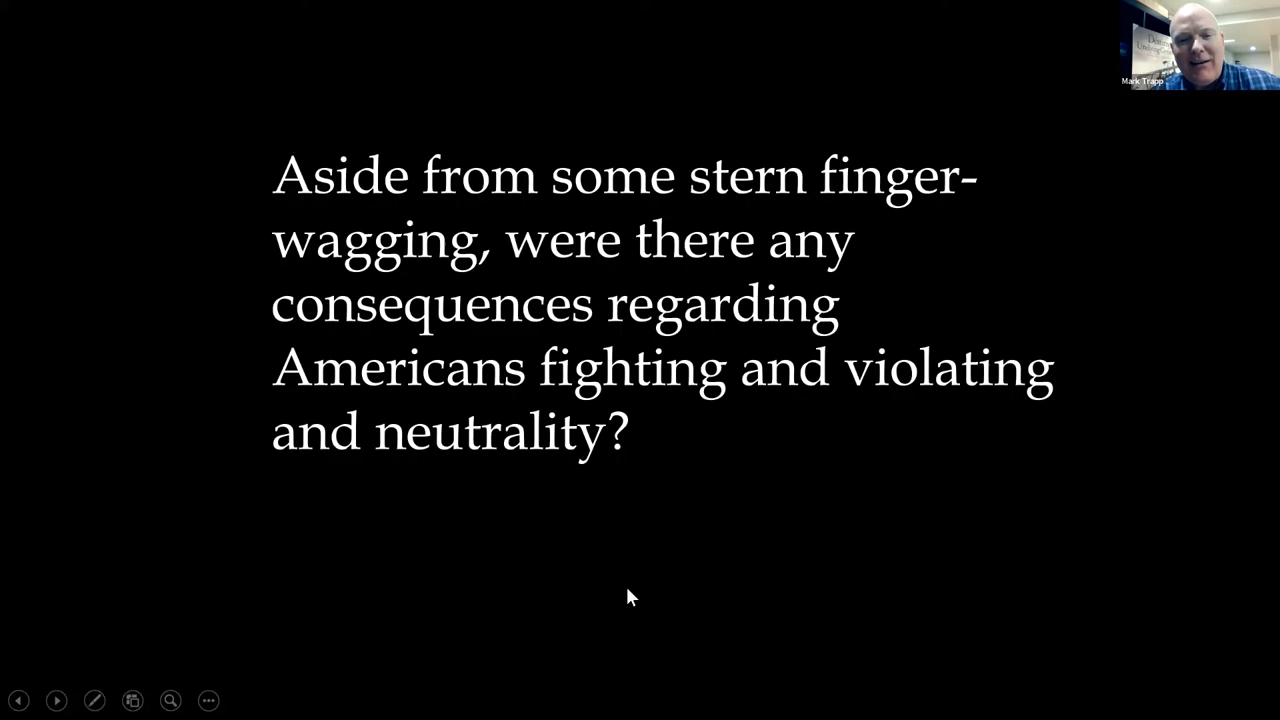 Mark Trapp
Aside from some stern finger-
wagging, were there any
consequences regarding
Americans fighting and violating
and neutrality?